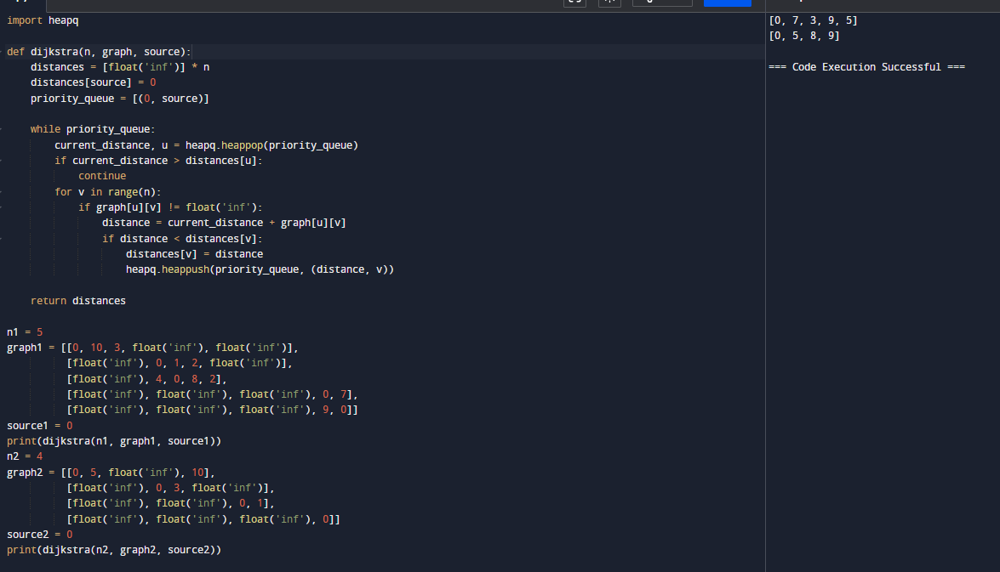 import heapq
def dijkstra(n, graph, source):
    distances = [float('inf')] * n
    distances[source] = 0
    priority_queue = [(0, source)]
    while priority_queue:
        current_distance, u = heapq.heappop(priority_queue)
        if current_distance > distances[u]:
            continue
        for v in range(n):
            if graph[u][v] != float('inf'):
                distance = current_distance + graph[u][v]
                if distance < distances[v]:
                    distances[v] = distance
                    heapq.heappush(priority_queue, (distance, v))
    return distances
n1 = 5
graph1 = [[0, 10, 3, float('inf'), float('inf')],
          [float('inf'), 0, 1, 2, float('inf')],
          [float('inf'), 4, 0, 8, 2],
          [float('inf'), float('inf'), float('inf'), 0, 7],
          [float('inf'), float('inf'), float('inf'), 9, 0]]
source1 = 0
print(dijkstra(n1, graph1, source1))
n2 = 4
graph2 = [[0, 5, float('inf'), 10],
          [float('inf'), 0, 3, float('inf')],
          [float('inf'), float('inf'), 0, 1],
          [float('inf'), float('inf'), float('inf'), 0]]
source2 = 0
print(dijkstra(n2, graph2, source2))
[0, 7, 3, 9, 5]
[0, 5, 8, 9]
=== Code Execution Successful ===